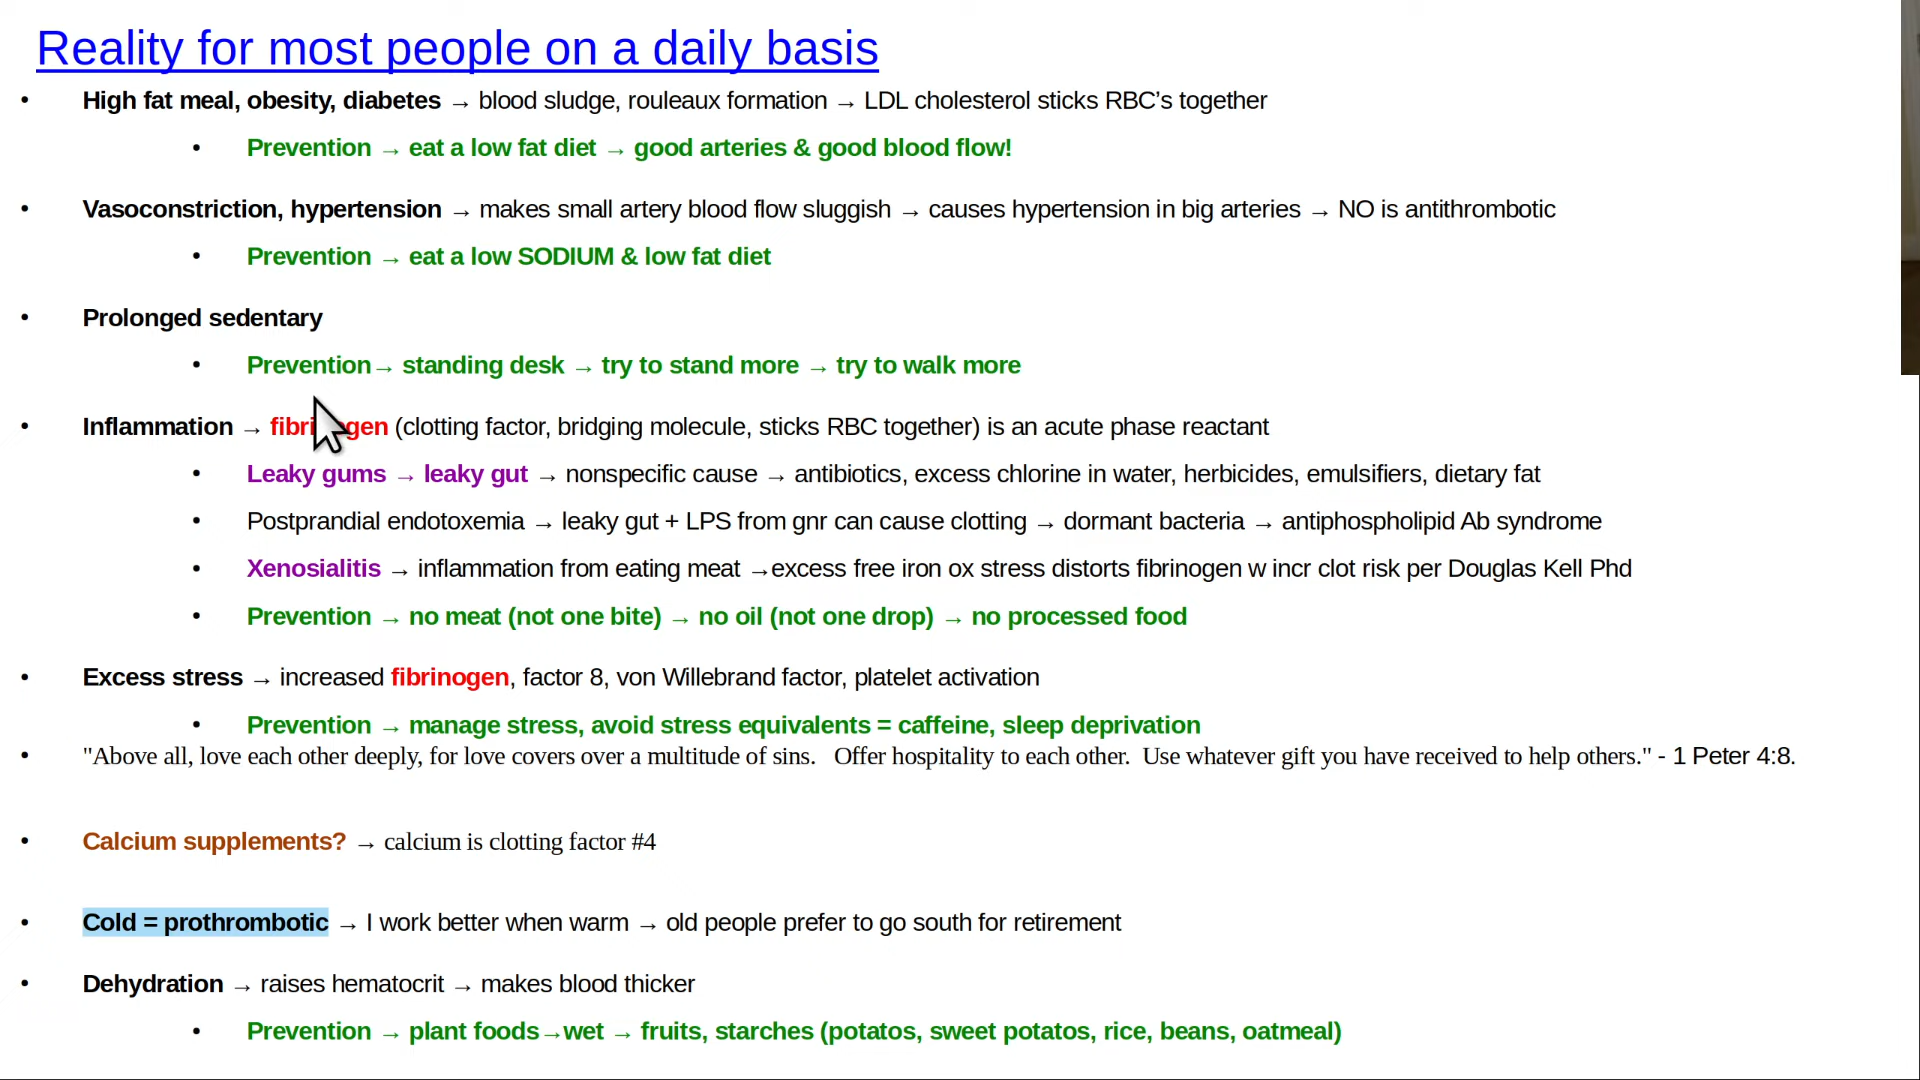 Reality for most people on a daily basis
• High fat meal, obesity, diabetes → blood sludge, rouleaux formation → LDL cholesterol sticks RBC’s together
• Prevention → eat a low fat diet → good arteries & good blood flow!
• Vasoconstriction, hypertension → makes small artery blood flow sluggish → causes hypertension in big arteries → NO is antithrombotic
• Prevention → eat a low SODIUM & low fat diet
• Prolonged sedentary
• Prevention→ standing desk → try to stand more → try to walk more
• Inflammation → (clotting factor, bridging molecule, sticks RBC together) is an acute phase reactant
• Leaky gums → leaky gut → nonspecific cause → antibiotics, excess chlorine in water, herbicides, emulsifiers, dietary fat
• Postprandial endotoxemia → leaky gut + LPS from gnr can cause clotting → dormant bacteria → antiphospholipid Ab syndrome
• Xenosialitis → inflammation from eating meat →excess free iron ox stress distorts fibrinogen w incr clot risk per Douglas Kell Phd
• Prevention → no meat (not one bite) → no oil (not one drop) → no processed food
• Excess stress → increased fibrinogen, factor 8, von Willebrand factor, platelet activation
• Prevention → manage stress, avoid stress equivalents = caffeine, sleep deprivation
• "Above all, love each other deeply, for love covers over a multitude of sins. Offer hospitality to each other. Use whatever gift you have received to help others." - 1 Peter 4:8.
• Calcium supplements? → calcium is clotting factor #4
• Cold = prothrombotic → I work better when warm → old people prefer to go south for retirement
• Dehydration → raises hematocrit → makes blood thicker
• Prevention → plant foods→wet → fruits, starches (potatos, sweet potatos, rice, beans, oatmeal)